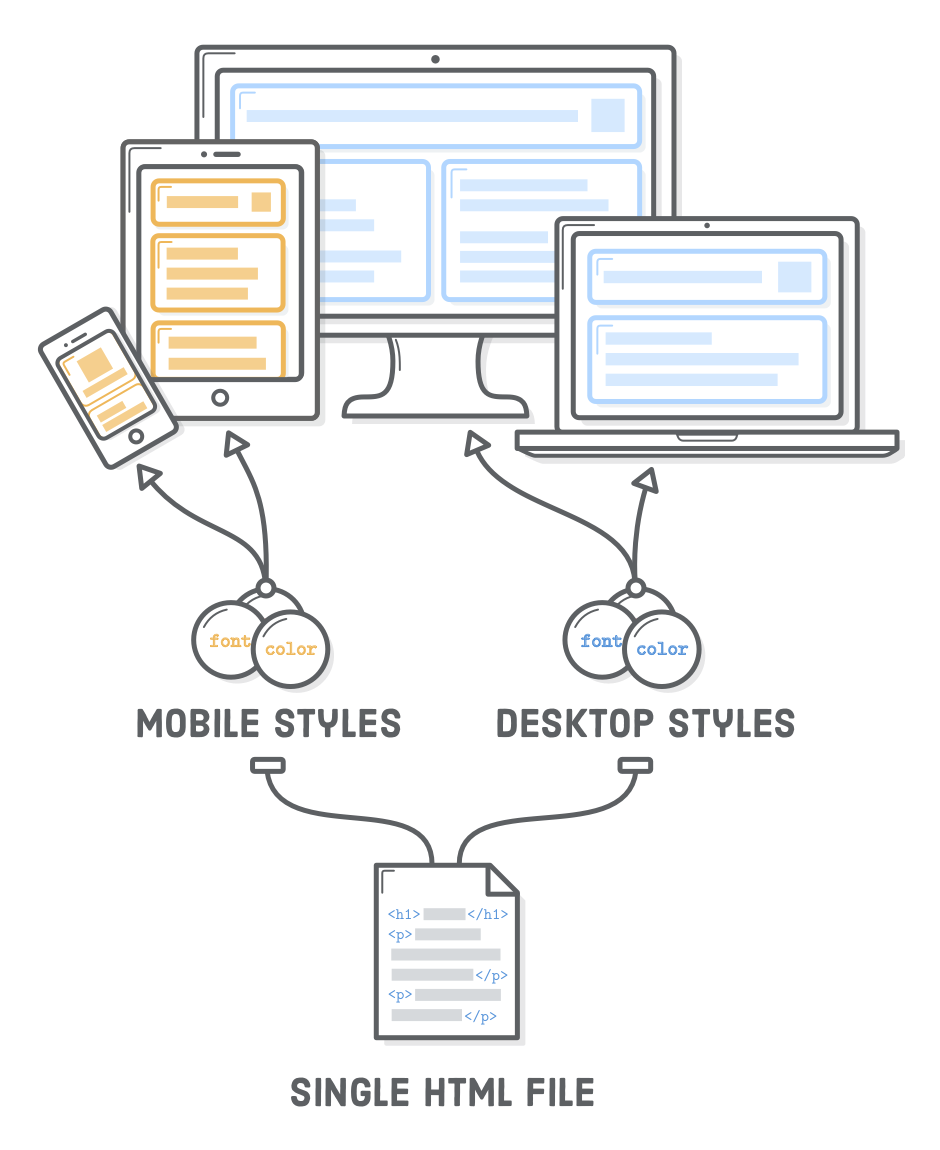 font color
font color
MOBILE STYLES
DESKTOP STYLES
<h1> </h1>
<p>
</p>
<p>
</p>
SINGLE HTML FILE